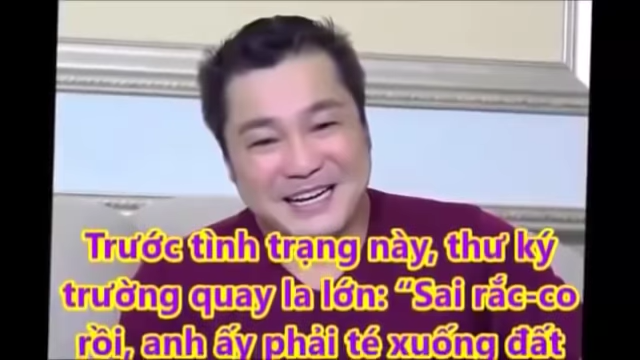 Trước tình trạng này, thư ký
trường quay la lớn: “Sai rắc-co
rồi, anh ấy phải té xuống đất